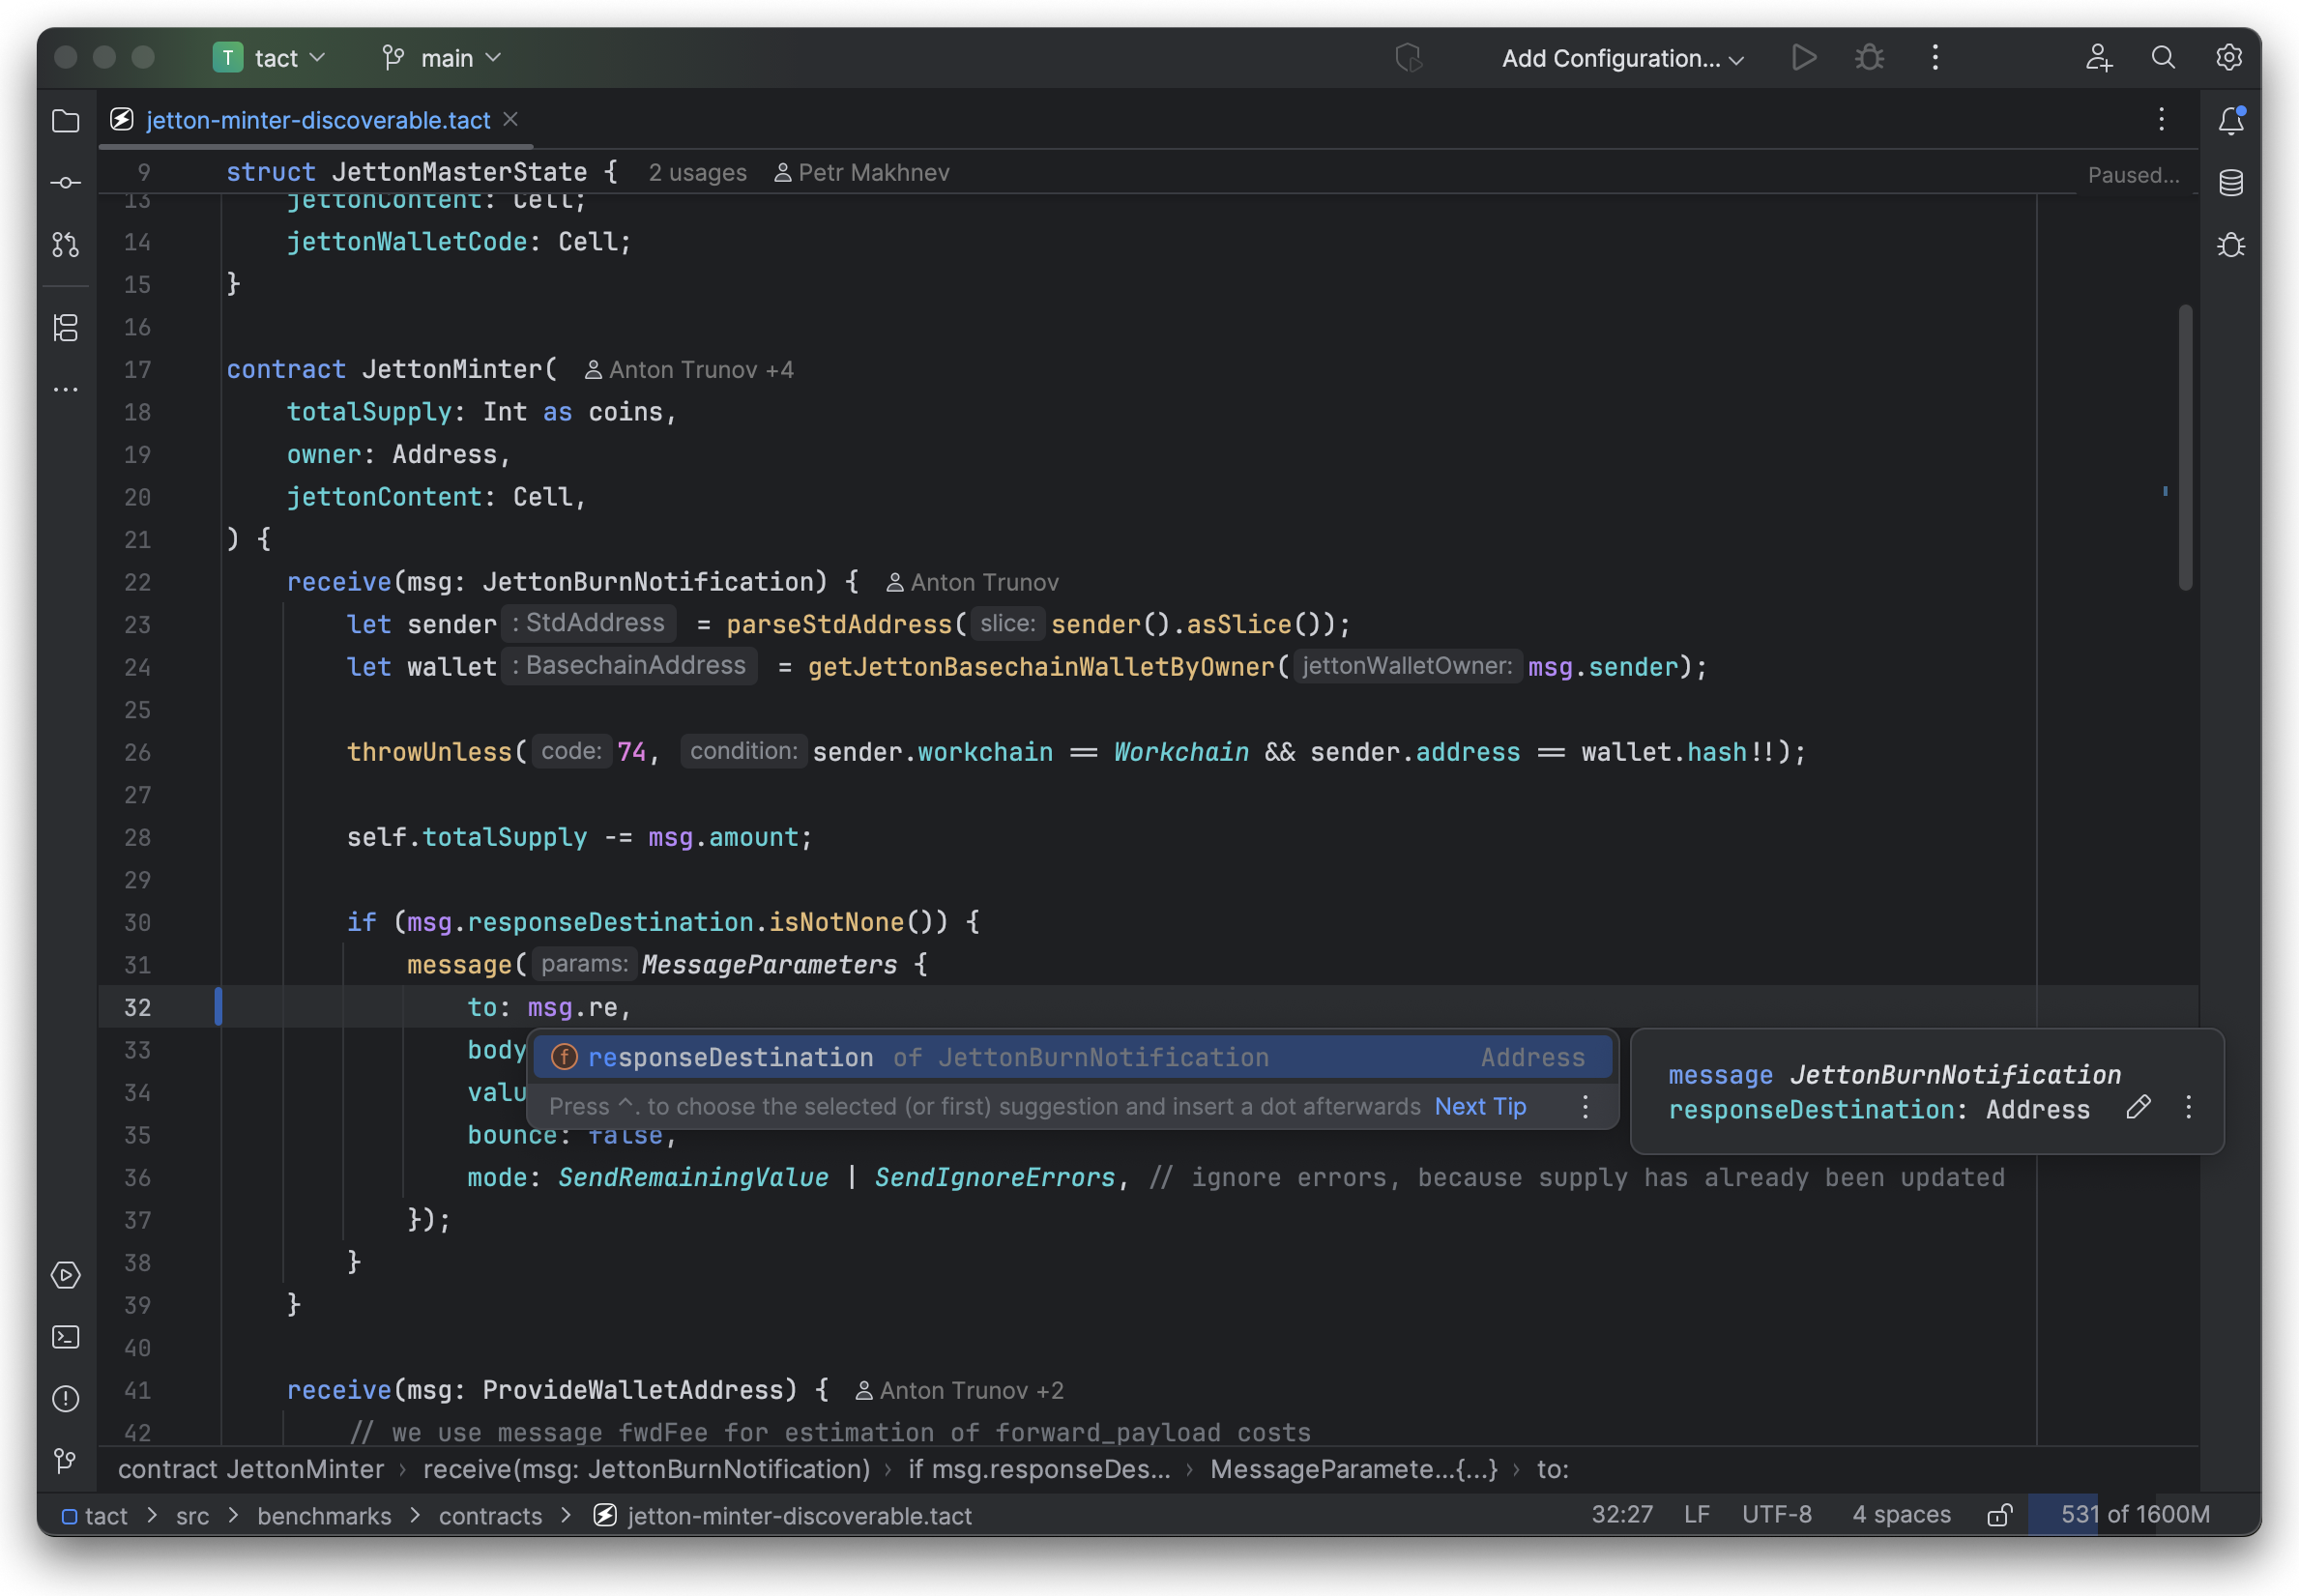 T tact main Add Configuration...
jetton-minter-discoverable.tact
9 struct JettonMasterState { 2 usages Petr Makhnev Paused...
13 jettonContent: Cell;
14 jettonWalletCode: Cell;
15 }
16
17 contract JettonMinter( Anton Trunov +4
18 totalSupply: Int as coins,
19 owner: Address,
20 jettonContent: Cell,
21 ) {
22 receive(msg: JettonBurnNotification) { Anton Trunov
23 let sender : StdAddress = parseStdAddress( slice: sender().asSlice());
24 let wallet : BasechainAddress = getJettonBasechainWalletByOwner( jettonWalletOwner: msg.sender);
25
26 throwUnless( code: 74, condition: sender.workchain == Workchain && sender.address == wallet.hash!!);
27
28 self.totalSupply -= msg.amount;
29
30 if (msg.responseDestination.isNotNone()) {
31 message( params: MessageParameters {
32 to: msg.re,
33 body
responseDestination of JettonBurnNotification Address
34 valu
Press ^. to choose the selected (or first) suggestion and insert a dot afterwards Next Tip
message JettonBurnNotification
responseDestination: Address
35 bounce: false,
36 mode: SendRemainingValue | SendIgnoreErrors, // ignore errors, because supply has already been updated
37 });
38 }
39 }
40
41 receive(msg: ProvideWalletAddress) { Anton Trunov +2
42 // we use message fwdFee for estimation of forward_payload costs
contract JettonMinter › receive(msg: JettonBurnNotification) › if msg.responseDes... › MessageParamete...{...} › to:
tact > src > benchmarks > contracts > jetton-minter-discoverable.tact 32:27 LF UTF-8 4 spaces 531 of 1600M